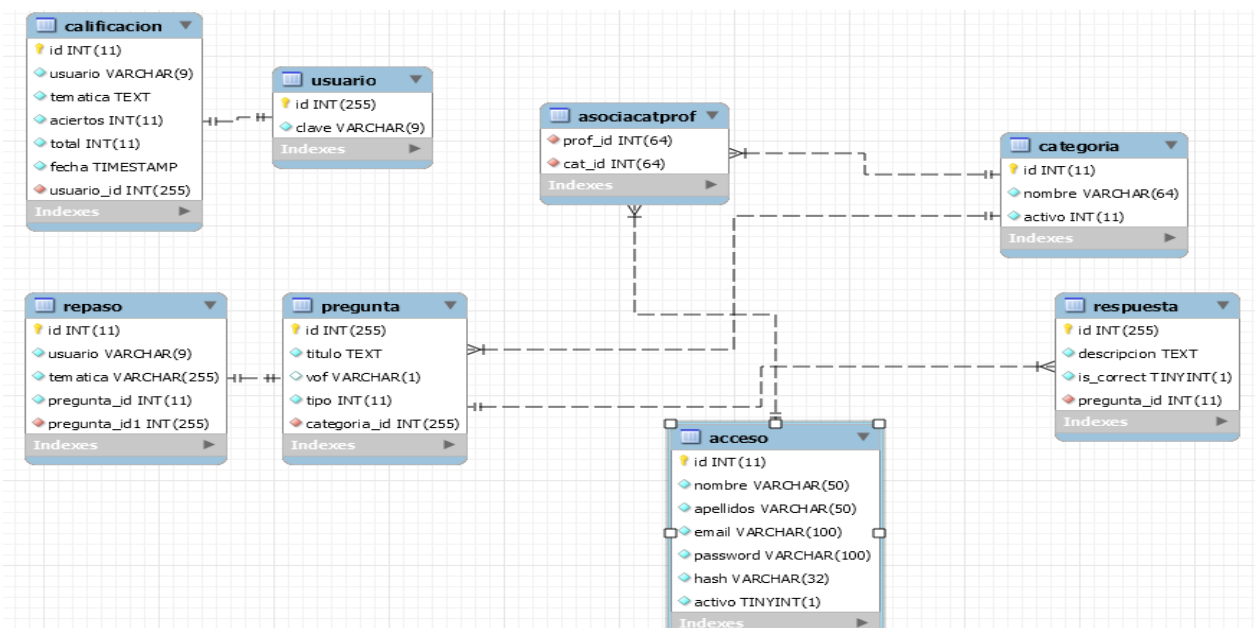 calificacion
id INT(11)
usuario VARCHAR(9)
tematica TEXT
aciertos INT(11)
total INT(11)
fecha TIMESTAMP
usuario_id INT(255)
Indexes
usuario
id INT(255)
clave VARCHAR(9)
Indexes
asociacatprof
prof_id INT(64)
cat_id INT(64)
Indexes
categoria
id INT(11)
nombre VARCHAR(64)
activo INT(11)
Indexes
repaso
id INT(11)
usuario VARCHAR(9)
tematica VARCHAR(255)
pregunta_id INT(11)
pregunta_id1 INT(255)
Indexes
pregunta
id INT(255)
titulo TEXT
vof VARCHAR(1)
tipo INT(11)
categoria_id INT(255)
Indexes
respuesta
id INT(255)
descripcion TEXT
is_correct TINYINT(1)
pregunta_id INT(11)
Indexes
acceso
id INT(11)
nombre VARCHAR(50)
apellidos VARCHAR(50)
email VARCHAR(100)
password VARCHAR(100)
hash VARCHAR(32)
activo TINYINT(1)
Indexes